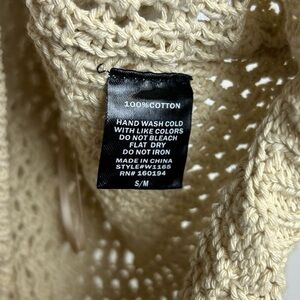 100%COTTON
HAND WASH COLD
WITH LIKE COLORS
DO NOT BLEACH
FLAT DRY
DO NOT IRON
MADE IN CHINA
STYLE#W1165
RN# 160194
S/M